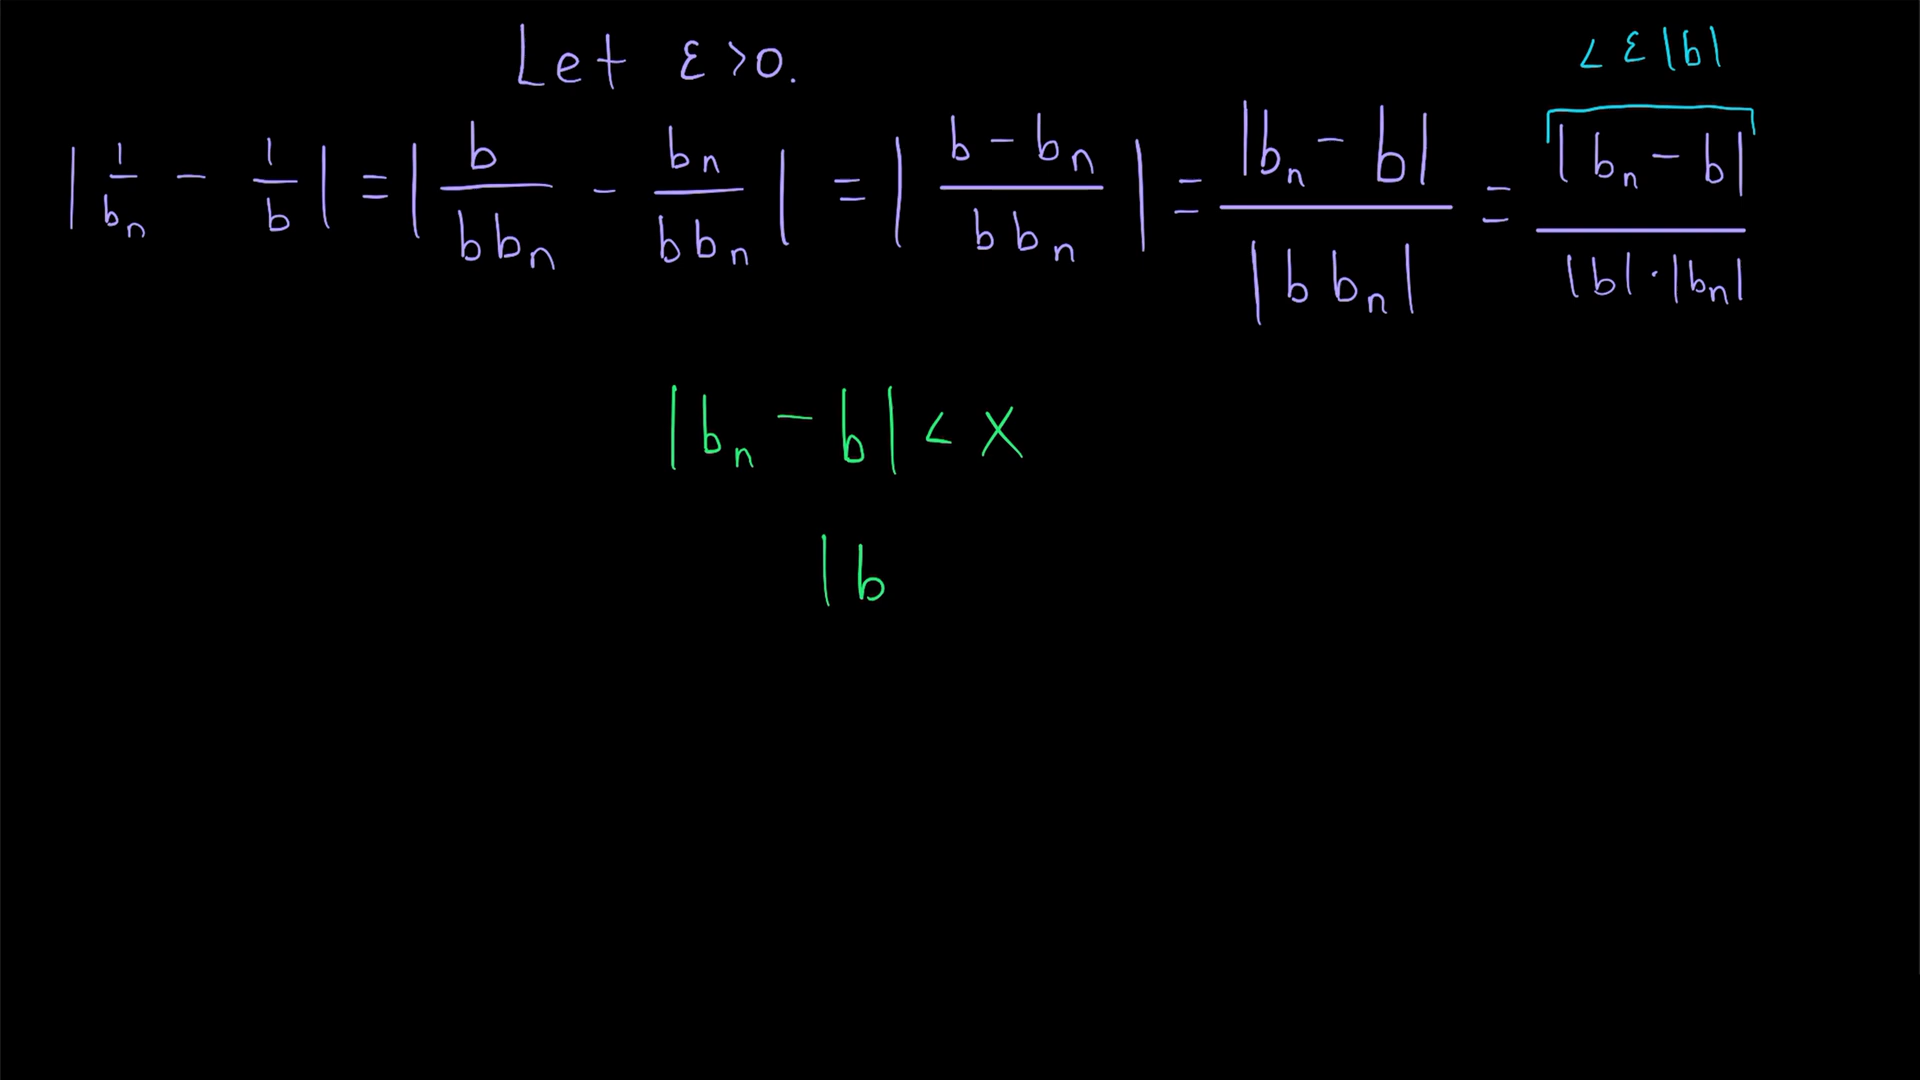 Let ε>0.
< ε|b|
|1/bₙ - 1/b| = |b/bbₙ - bₙ/bbₙ| = |b-bₙ/bbₙ| = |bₙ-b|/|bbₙ| = |bₙ-b|/|b|·|bₙ|
|bₙ - b| < x
|b